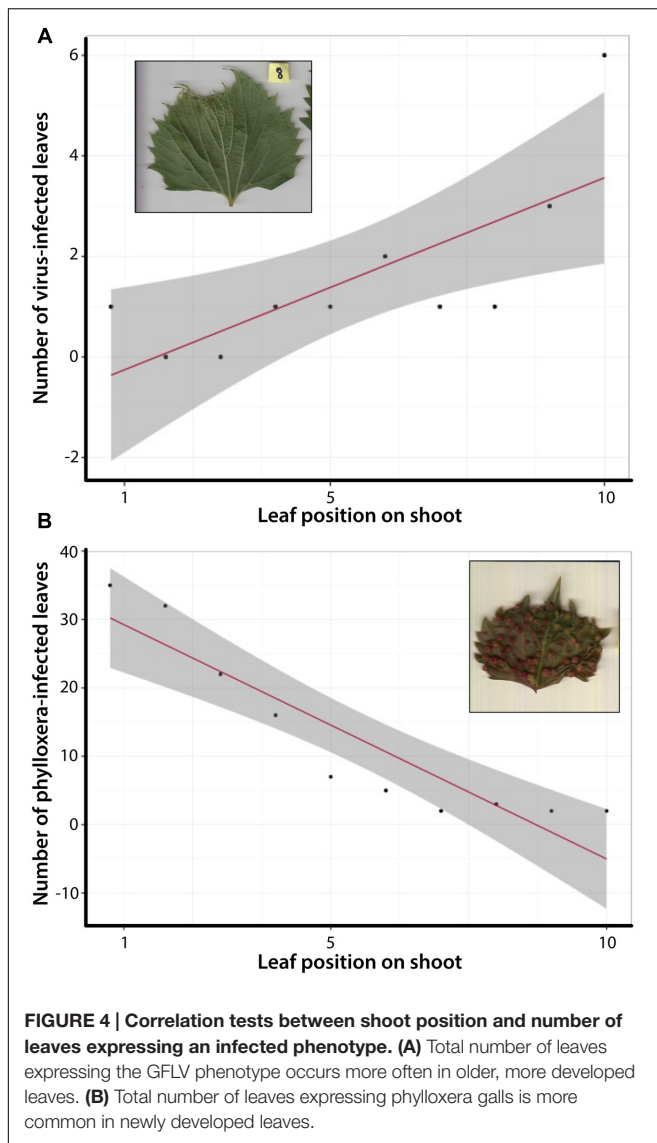 A
6
4
2
0
-2
Number of virus-infected leaves
8
1 5 10
Leaf position on shoot
B
40
30
20
10
0
-10
Number of phylloxera-infected leaves
1 5 10
Leaf position on shoot
FIGURE 4 | Correlation tests between shoot position and number of
leaves expressing an infected phenotype. (A) Total number of leaves
expressing the GFLV phenotype occurs more often in older, more developed
leaves. (B) Total number of leaves expressing phylloxera galls is more
common in newly developed leaves.